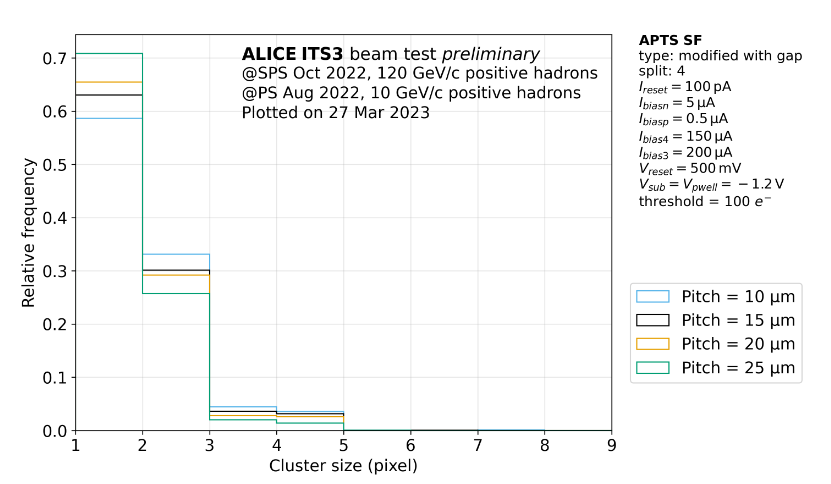 ALICE ITS3 beam test preliminary
@SPS Oct 2022, 120 GeV/c positive hadrons
@PS Aug 2022, 10 GeV/c positive hadrons
Plotted on 27 Mar 2023
APTS SF
type: modified with gap
split: 4
I_reset = 100 pA
I_biasn = 5 μA
I_biasp = 0.5 μA
I_bias4 = 150 μA
I_bias3 = 200 μA
V_reset = 500 mV
V_sub = V_pwell = −1.2 V
threshold = 100 e⁻
Pitch = 10 μm
Pitch = 15 μm
Pitch = 20 μm
Pitch = 25 μm
Relative frequency
0.7
0.6
0.5
0.4
0.3
0.2
0.1
0.0
1 2 3 4 5 6 7 8 9
Cluster size (pixel)